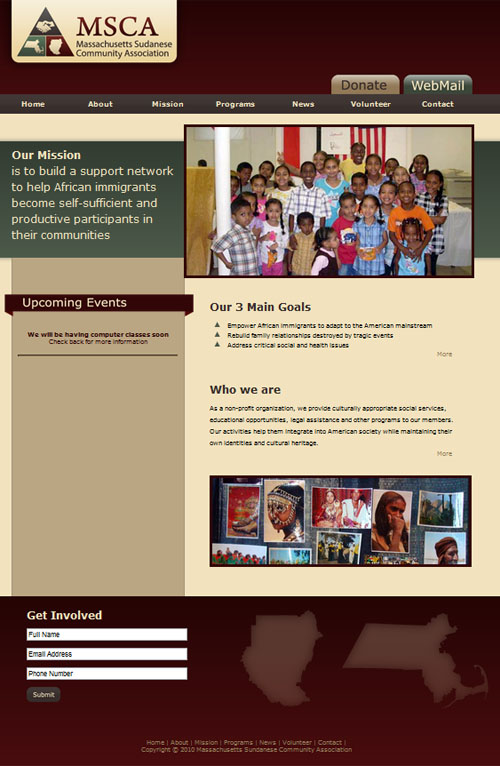 MSCA
Massachusetts Sudanese
Community Association
Donate
WebMail
Home About Mission Programs News Volunteer Contact
Our Mission
is to build a support network
to help African immigrants
become self-sufficient and
productive participants in
their communities
Upcoming Events
We will be having computer classes soon
Check back for more information
Our 3 Main Goals
Empower African immigrants to adapt to the American mainstream
Rebuild family relationships destroyed by tragic events
Address critical social and health issues
More
Who we are
As a non-profit organization, we provide culturally appropriate social services,
educational opportunities, legal assistance and other programs to our members.
Our activities help them integrate into American society while maintaining their
own identities and cultural heritage.
More
Get Involved
Full Name
Email Address
Phone Number
Submit
Home | About | Mission | Programs | News | Volunteer | Contact |
Copyright © 2010 Massachusetts Sundanese Community Association